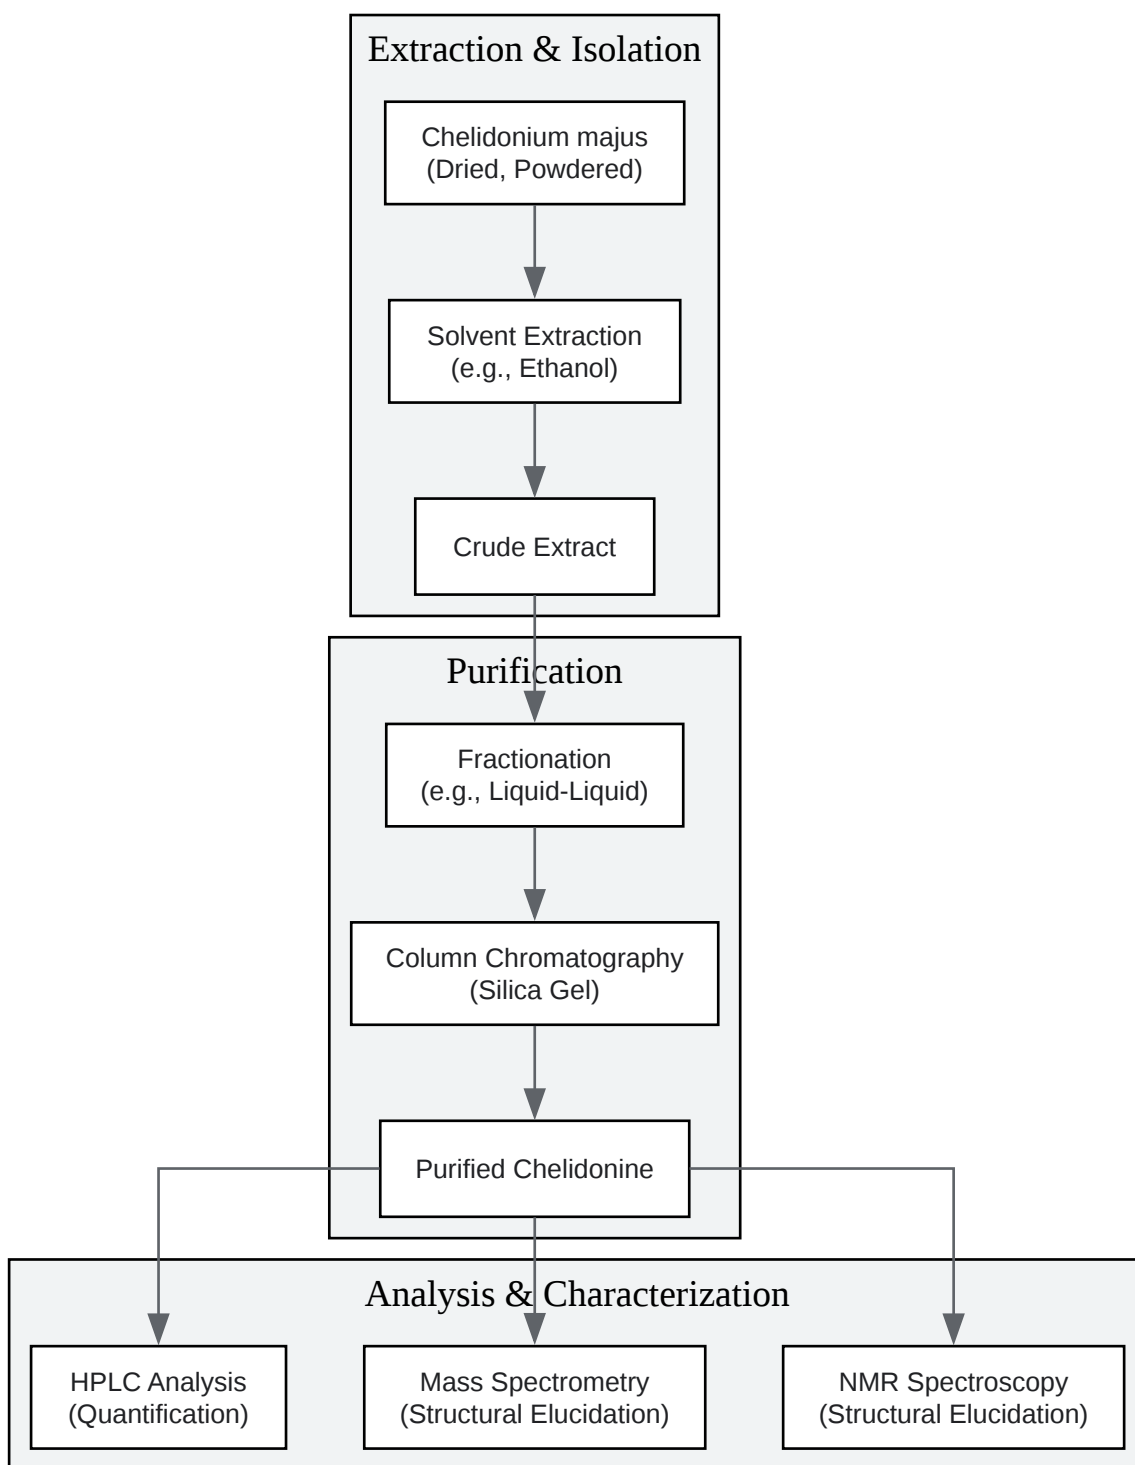 Extraction & Isolation
Chelidonium majus
(Dried, Powdered)
Solvent Extraction
(e.g., Ethanol)
Crude Extract
Purification
Fractionation
(e.g., Liquid-Liquid)
Column Chromatography
(Silica Gel)
Purified Chelidonine
Analysis & Characterization
HPLC Analysis
(Quantification)
Mass Spectrometry
(Structural Elucidation)
NMR Spectroscopy
(Structural Elucidation)